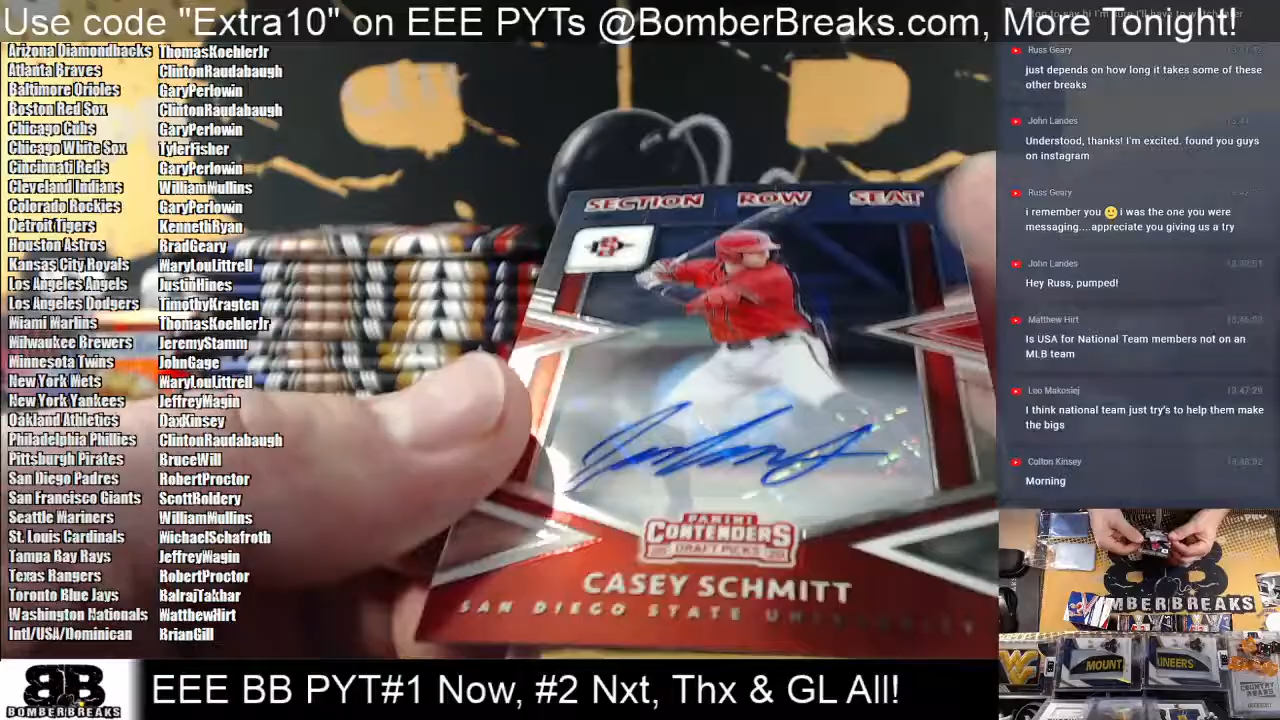 Use code "Extra10" on EEE PYTs @BomberBreaks.com, More Tonight!
Arizona Diamondbacks ThomasKoehlerJr
Atlanta Braves ClintonRaudabaugh
Baltimore Orioles GaryPerlowin
Boston Red Sox ClintonRaudabaugh
Chicago Cubs GaryPerlowin
Chicago White Sox TylerFisher
Cincinnati Reds GaryPerlowin
Cleveland Indians WilliamMullins
Colorado Rockies GaryPerlowin
Detroit Tigers KennethRyan
Houston Astros BradGeary
Kansas City Royals MaryLouLittrell
Los Angeles Angels JustinHines
Los Angeles Dodgers TimothyKragten
Miami Marlins ThomasKoehlerJr
Milwaukee Brewers JeremyStamm
Minnesota Twins JohnGage
New York Mets MaryLouLittrell
New York Yankees JeffreyMagin
Oakland Athletics DaxKinsey
Philadelphia Phillies ClintonRaudabaugh
Pittsburgh Pirates BruceWill
San Diego Padres RobertProctor
San Francisco Giants ScottBoldery
Seattle Mariners WilliamMullins
St. Louis Cardinals MichaelSchafroth
Tampa Ray Rays JeffreyMagin
Texas Rangers RobertProctor
Toronto Blue Jays BalrajTakhar
Washington Nationals MatthewHirt
Intl/USA/Dominican BrianGill
SECTION ROW SEAT
PANINI
CONTENDERS
DRAFT PICKS
CASEY SCHMITT
SAN DIEGO STATE UNIVERSITY
Russ Geary
just depends on how long it takes some of these
other breaks
John Landes
Understood, thanks! I'm excited. found you guys
on instagram
Russ Geary
i remember you 🙂 i was the one you were
messaging....appreciate you giving us a try
John Landes
Hey Russ, pumped!
Matthew Hirt
Is USA for National Team members not on an
MLB team
Leo Makosiej 13:47:29
I think national team just try's to help them make
the bigs
Colton Kinsey
Morning
MBERBREAKS
MOUNT INEERS
BB
BOMBERBREAKS
EEE BB PYT#1 Now, #2 Nxt, Thx & GL All!